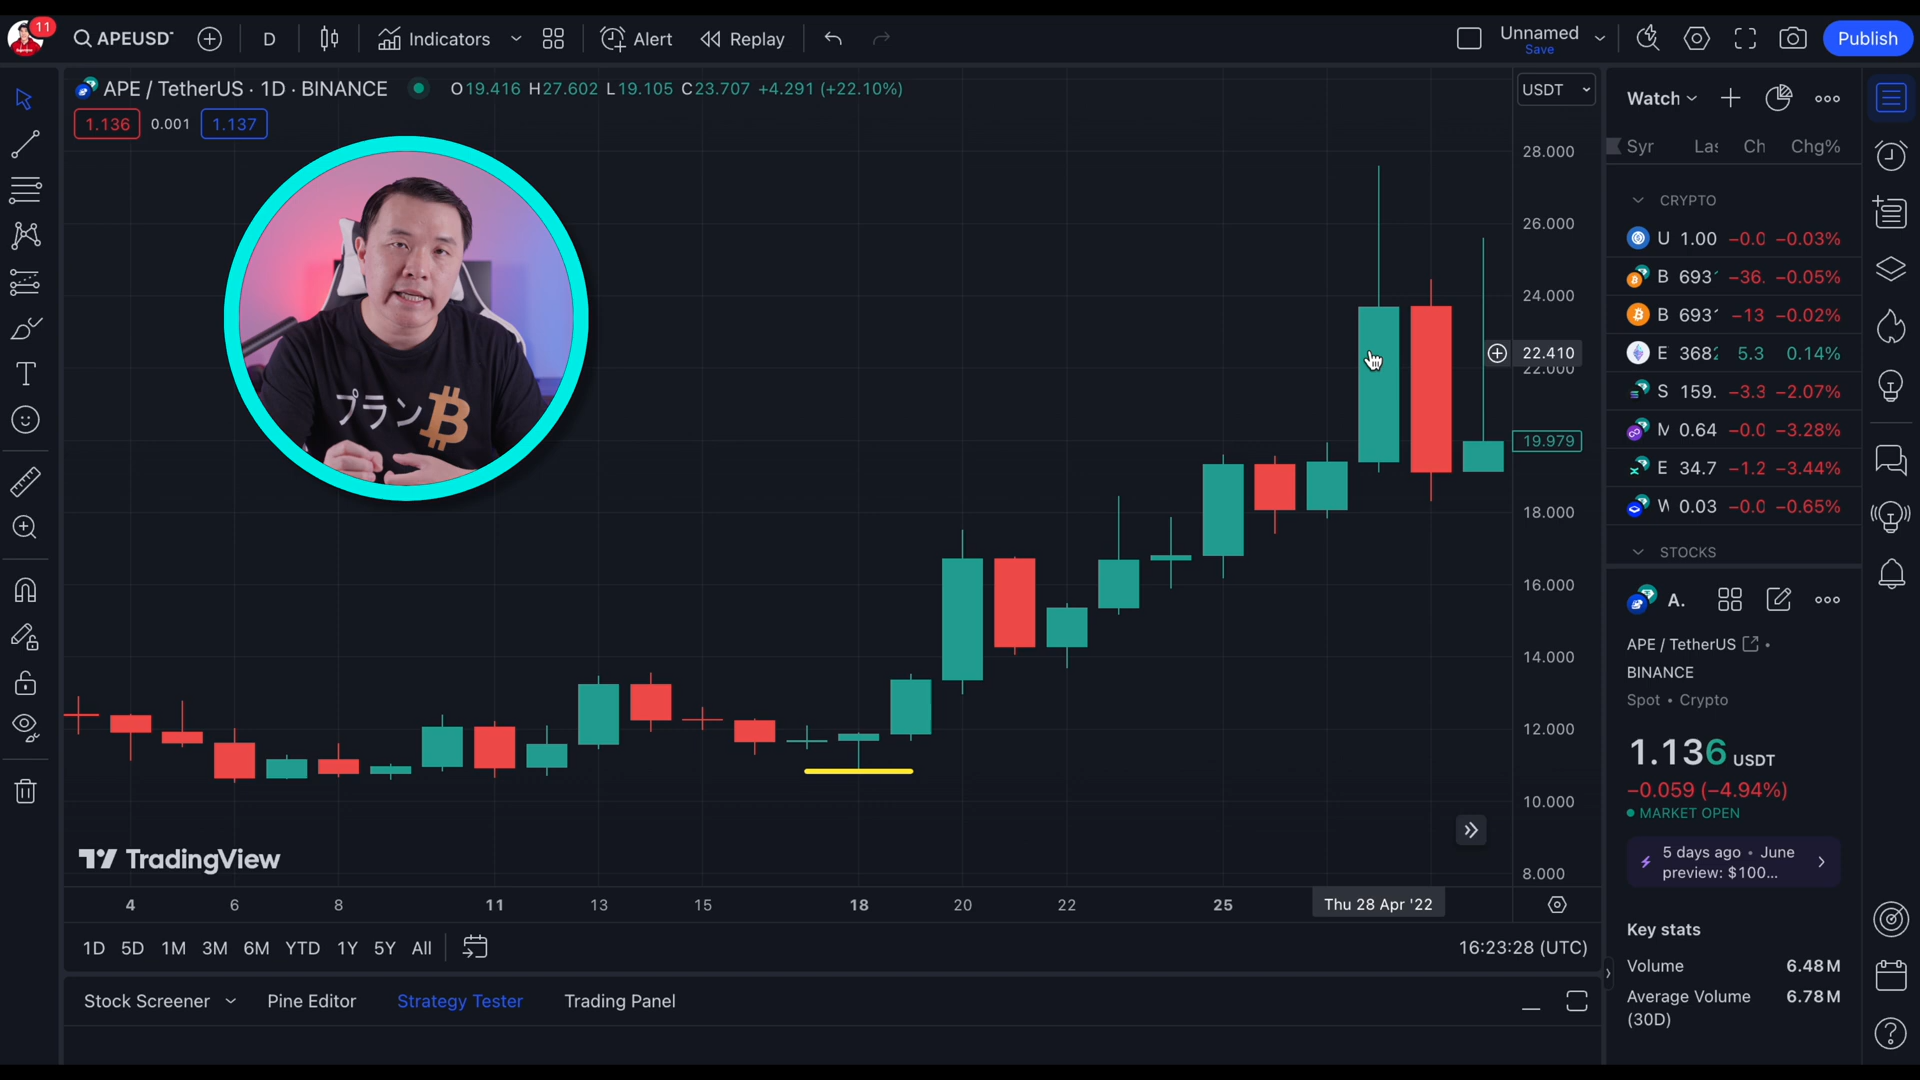 11
APEUSD
D
Indicators
Alert
Replay
Unnamed
Save
Publish
APE / TetherUS · 1D · BINANCE
O19.416 H27.602 L19.105 C23.707 +4.291 (+22.10%)
1.136 0.001 1.137
USDT
プランB
28.000
26.000
24.000
22.410
22.000
19.979
18.000
16.000
14.000
12.000
10.000
8.000
TradingView
4 6 8 11 13 15 18 20 22 25 Thu 28 Apr '22
1D 5D 1M 3M 6M YTD 1Y 5Y All
16:23:28 (UTC)
Stock Screener Pine Editor Strategy Tester Trading Panel
Watch
Syr Las Ch Chg%
CRYPTO
U 1.00 −0.0 −0.03%
B 693 −36. −0.05%
B 693 −13 −0.02%
E 3682 5.3 0.14%
S 159. −3.3 −2.07%
M 0.64 −0.0 −3.28%
E 34.7 −1.2 −3.44%
W 0.03 −0.0 −0.65%
STOCKS
A.
APE / TetherUS
BINANCE
Spot • Crypto
1.136 USDT
−0.059 (−4.94%)
MARKET OPEN
5 days ago • June
preview: $100...
Key stats
Volume 6.48M
Average Volume 6.78M
(30D)